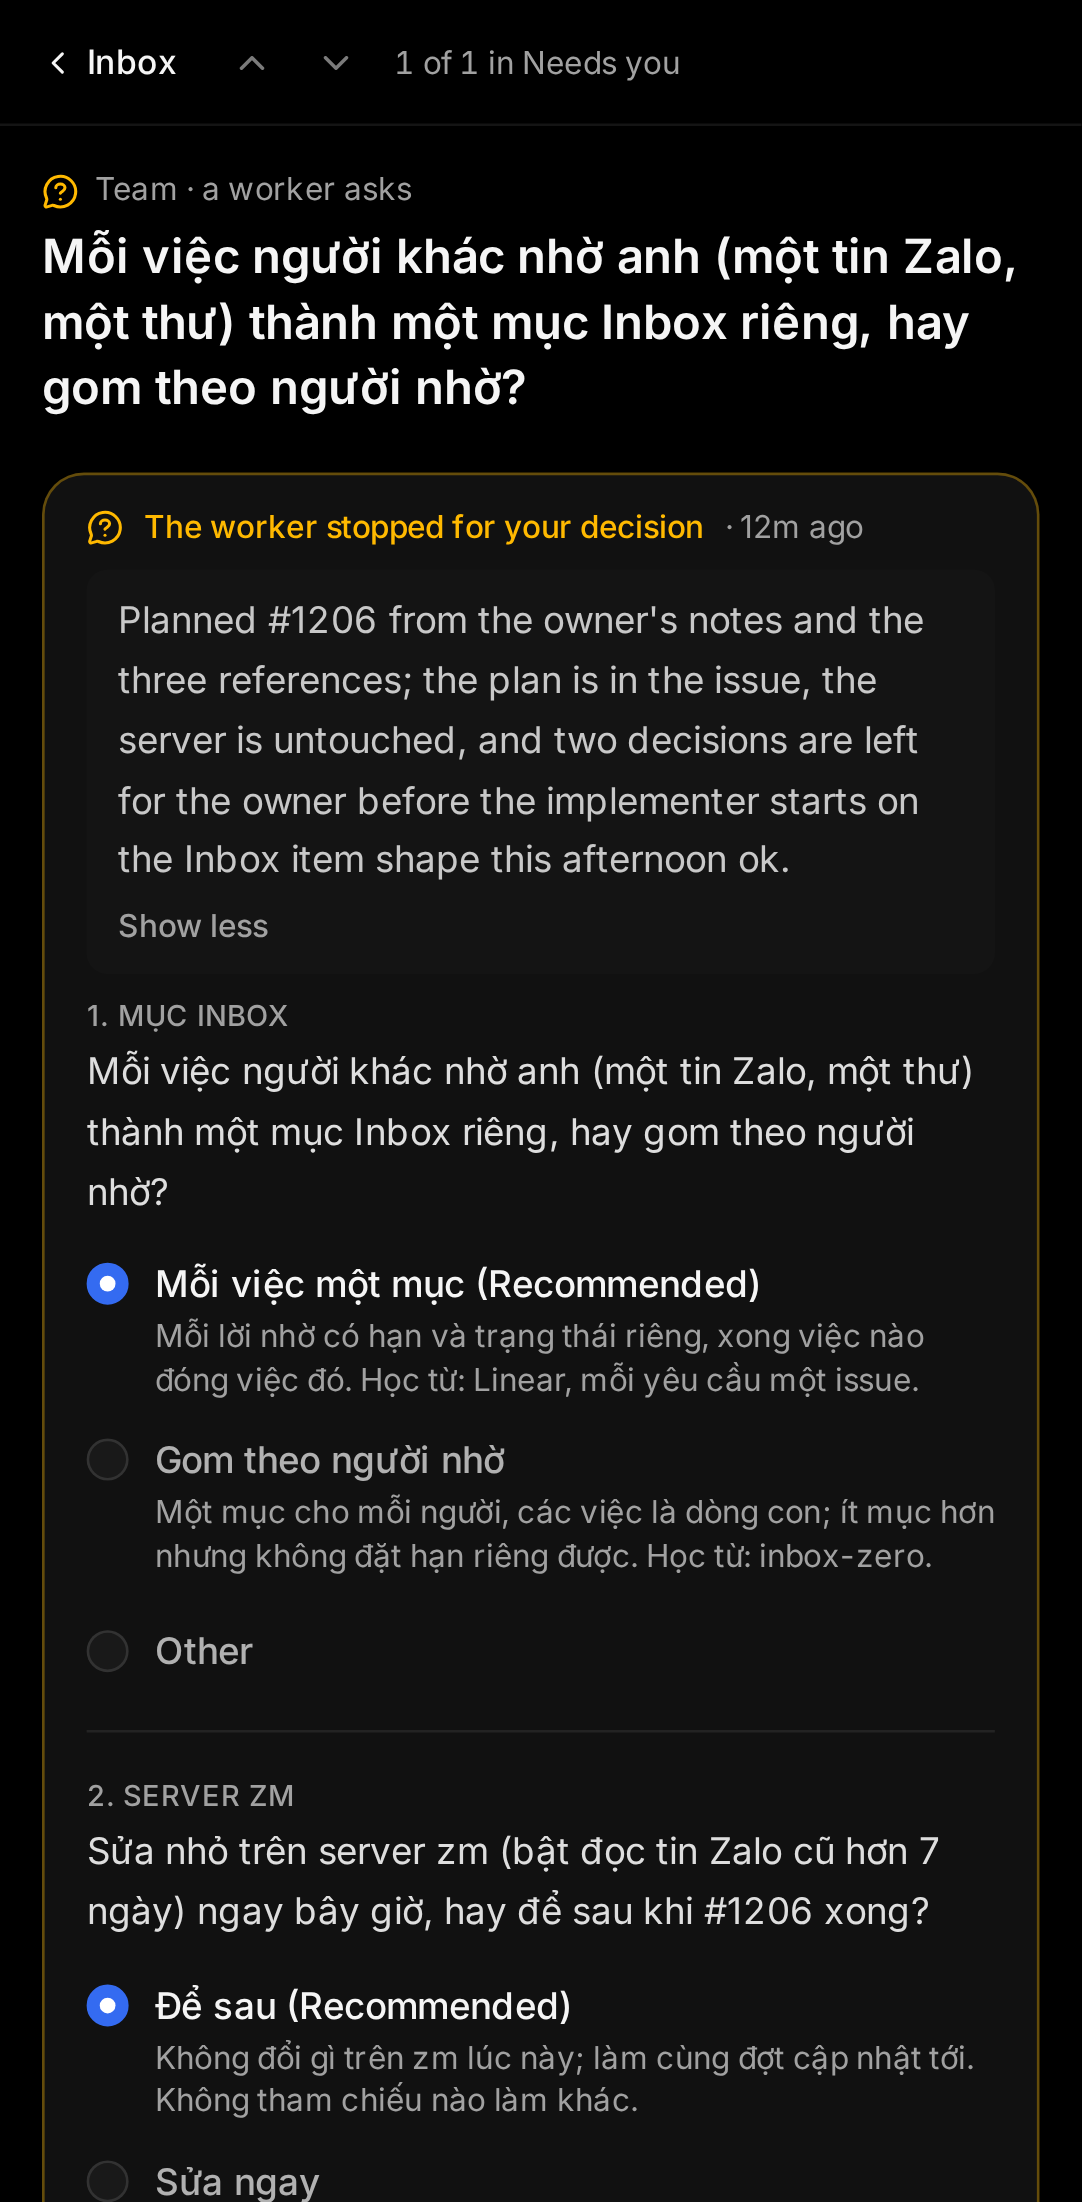 Inbox
1 of 1 in Needs you
Team · a worker asks
Mỗi việc người khác nhờ anh (một tin Zalo,
một thư) thành một mục Inbox riêng, hay
gom theo người nhờ?
The worker stopped for your decision · 12m ago
Planned #1206 from the owner's notes and the
three references; the plan is in the issue, the
server is untouched, and two decisions are left
for the owner before the implementer starts on
the Inbox item shape this afternoon ok.
Show less
1. MỤC INBOX
Mỗi việc người khác nhờ anh (một tin Zalo, một thư)
thành một mục Inbox riêng, hay gom theo người
nhờ?
Mỗi việc một mục (Recommended)
Mỗi lời nhờ có hạn và trạng thái riêng, xong việc nào
đóng việc đó. Học từ: Linear, mỗi yêu cầu một issue.
Gom theo người nhờ
Một mục cho mỗi người, các việc là dòng con; ít mục hơn
nhưng không đặt hạn riêng được. Học từ: inbox-zero.
Other
2. SERVER ZM
Sửa nhỏ trên server zm (bật đọc tin Zalo cũ hơn 7
ngày) ngay bây giờ, hay để sau khi #1206 xong?
Để sau (Recommended)
Không đổi gì trên zm lúc này; làm cùng đợt cập nhật tới.
Không tham chiếu nào làm khác.
Sửa ngay